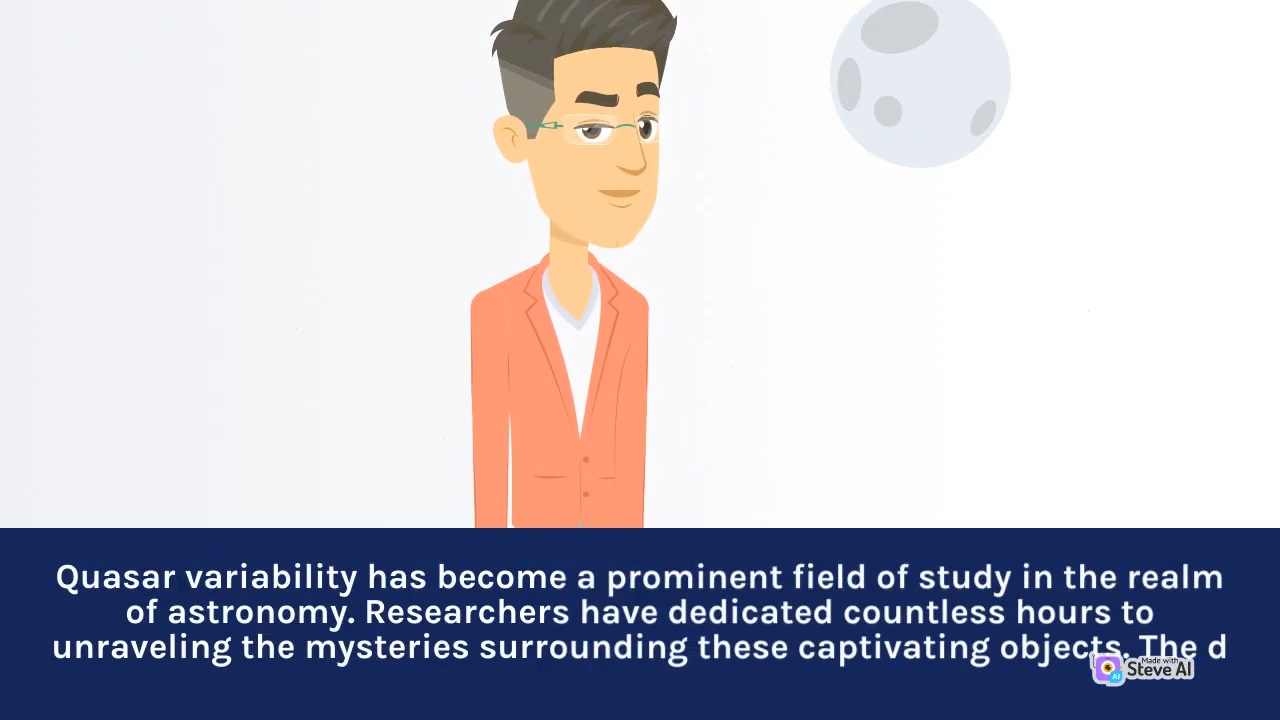 Quasar variability has become a prominent field of study in the realm
of astronomy. Researchers have dedicated countless hours to
unraveling the mysteries surrounding these captivating objects. The d
Made with
Steve AI
AI